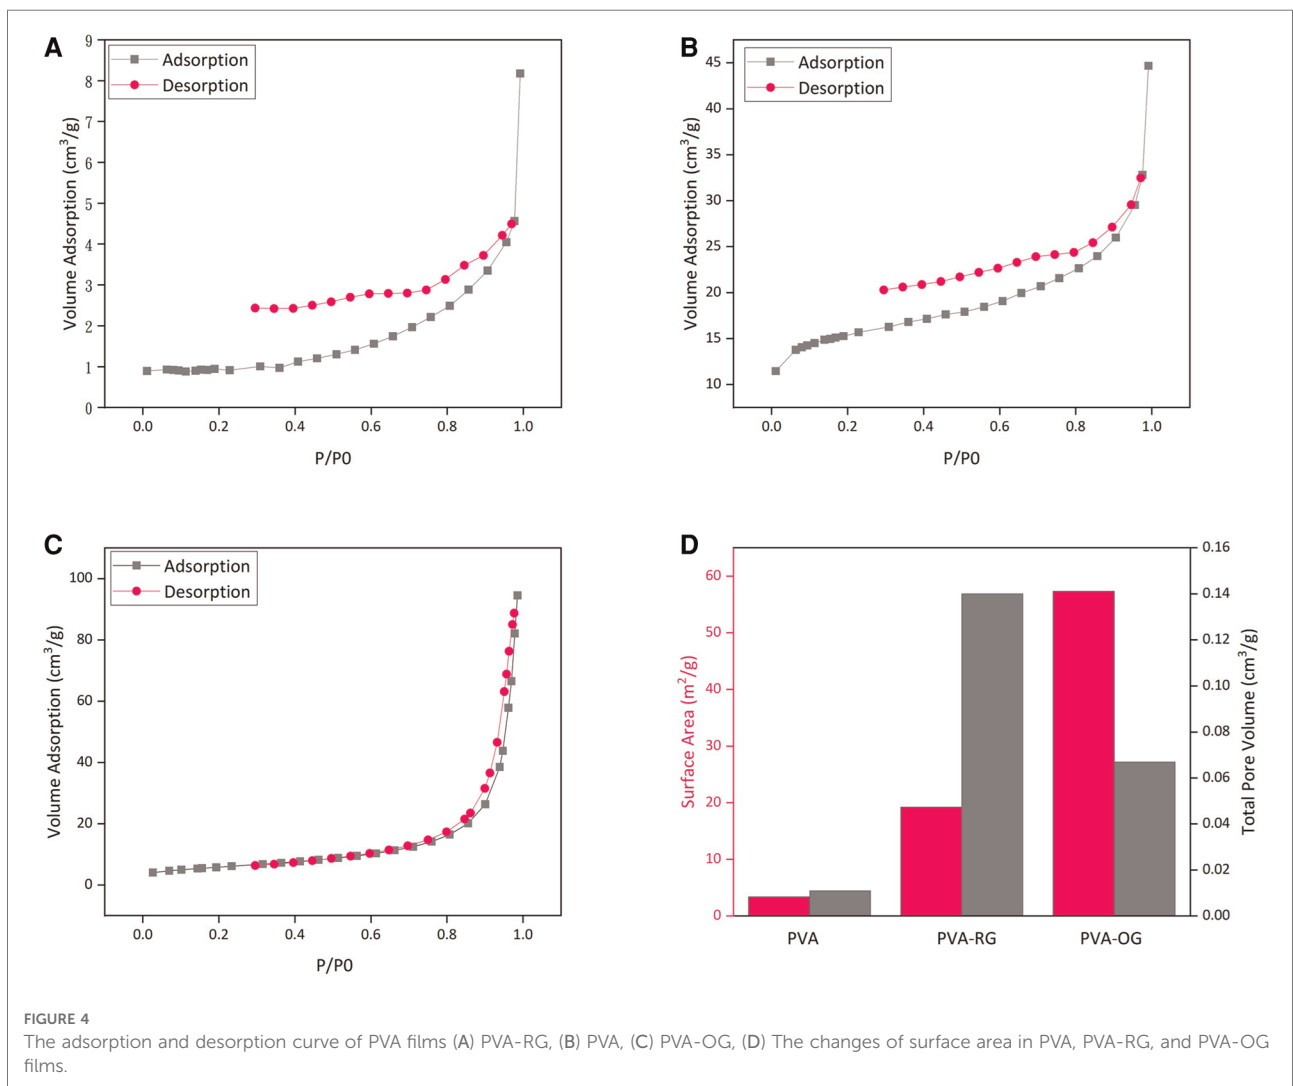 A
9
8
7
6
5
4
3
2
1
0
Volume Adsorption (cm³/g)
Adsorption
Desorption
0.0 0.2 0.4 0.6 0.8 1.0
P/P0
B
45
40
35
30
25
20
15
10
Volume Adsorption (cm³/g)
Adsorption
Desorption
0.0 0.2 0.4 0.6 0.8 1.0
P/P0
C
100
80
60
40
20
0
Volume Adsorption (cm³/g)
Adsorption
Desorption
0.0 0.2 0.4 0.6 0.8 1.0
P/P0
D
60
50
40
30
20
10
0
Surface Area (m²/g)
0.16
0.14
0.12
0.10
0.08
0.06
0.04
0.02
0.00
Total Pore Volume (cm³/g)
PVA PVA-RG PVA-OG
FIGURE 4
The adsorption and desorption curve of PVA films (A) PVA-RG, (B) PVA, (C) PVA-OG, (D) The changes of surface area in PVA, PVA-RG, and PVA-OG
films.